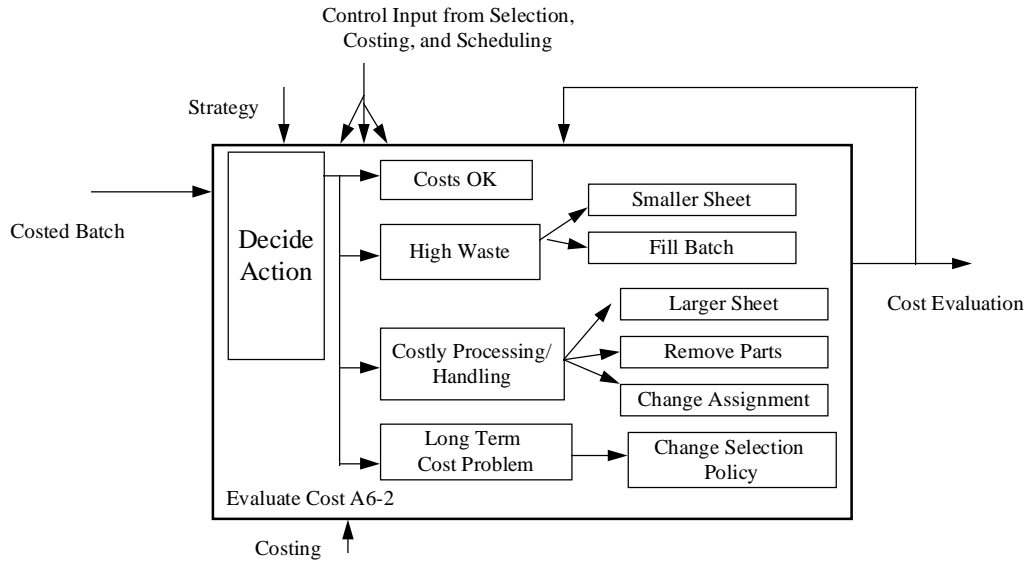 Control Input from Selection,
Costing, and Scheduling
Strategy
Costed Batch
Decide
Action
Costs OK
High Waste
Smaller Sheet
Fill Batch
Costly Processing/
Handling
Larger Sheet
Remove Parts
Change Assignment
Long Term
Cost Problem
Change Selection
Policy
Evaluate Cost A6-2
Cost Evaluation
Costing